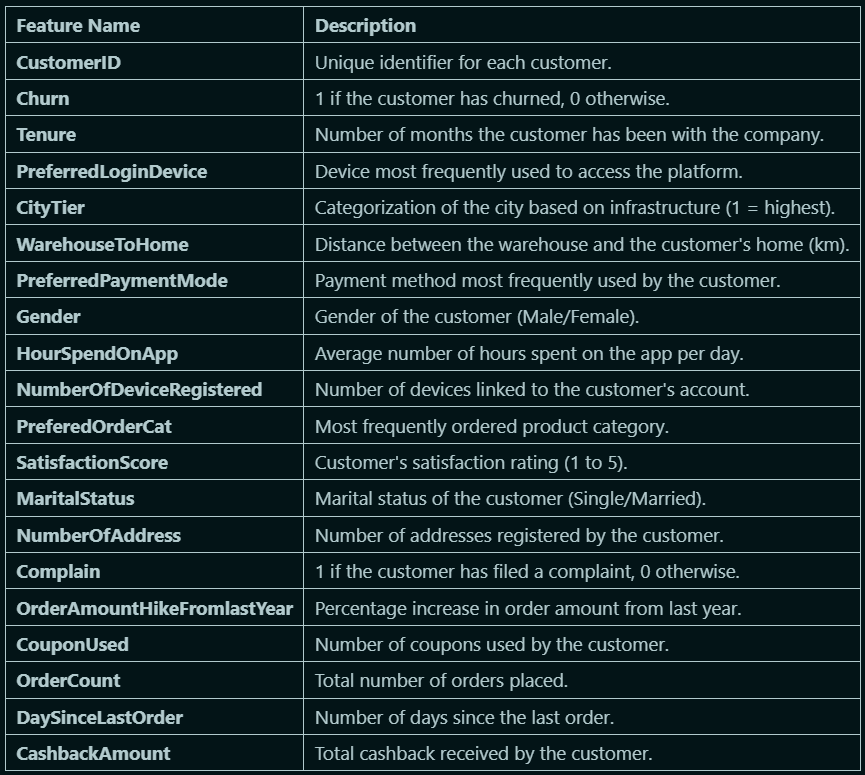 Feature Name Description
CustomerID Unique identifier for each customer.
Churn 1 if the customer has churned, 0 otherwise.
Tenure Number of months the customer has been with the company.
PreferredLoginDevice Device most frequently used to access the platform.
CityTier Categorization of the city based on infrastructure (1 = highest).
WarehouseToHome Distance between the warehouse and the customer's home (km).
PreferredPaymentMode Payment method most frequently used by the customer.
Gender Gender of the customer (Male/Female).
HourSpendOnApp Average number of hours spent on the app per day.
NumberOfDeviceRegistered Number of devices linked to the customer's account.
PreferedOrderCat Most frequently ordered product category.
SatisfactionScore Customer's satisfaction rating (1 to 5).
MaritalStatus Marital status of the customer (Single/Married).
NumberOfAddress Number of addresses registered by the customer.
Complain 1 if the customer has filed a complaint, 0 otherwise.
OrderAmountHikeFromlastYear Percentage increase in order amount from last year.
CouponUsed Number of coupons used by the customer.
OrderCount Total number of orders placed.
DaySinceLastOrder Number of days since the last order.
CashbackAmount Total cashback received by the customer.